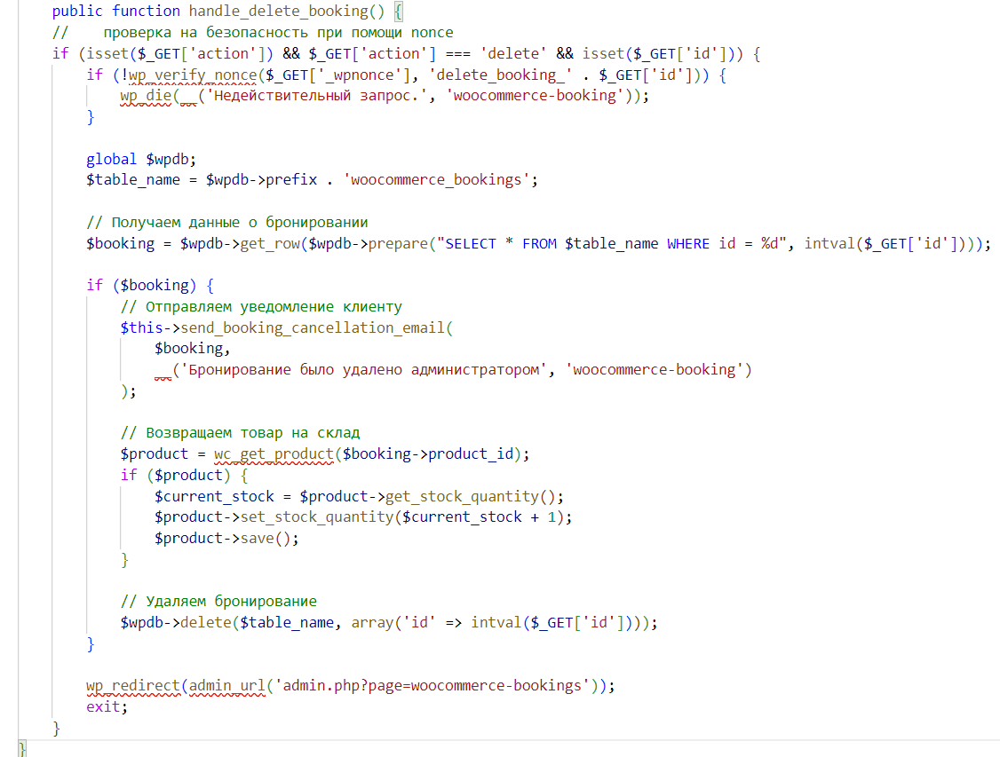 public function handle_delete_booking() {
//    проверка на безопасность при помощи nonce
if (isset($_GET['action']) && $_GET['action'] === 'delete' && isset($_GET['id'])) {
    if (!wp_verify_nonce($_GET['_wpnonce'], 'delete_booking_' . $_GET['id'])) {
        wp_die(__('Недействительный запрос.', 'woocommerce-booking'));
    }

    global $wpdb;
    $table_name = $wpdb->prefix . 'woocommerce_bookings';

    // Получаем данные о бронировании
    $booking = $wpdb->get_row($wpdb->prepare("SELECT * FROM $table_name WHERE id = %d", intval($_GET['id'])));

    if ($booking) {
        // Отправляем уведомление клиенту
        $this->send_booking_cancellation_email(
            $booking,
            __('Бронирование было удалено администратором', 'woocommerce-booking')
        );

        // Возвращаем товар на склад
        $product = wc_get_product($booking->product_id);
        if ($product) {
            $current_stock = $product->get_stock_quantity();
            $product->set_stock_quantity($current_stock + 1);
            $product->save();
        }

        // Удаляем бронирование
        $wpdb->delete($table_name, array('id' => intval($_GET['id'])));
    }

    wp_redirect(admin_url('admin.php?page=woocommerce-bookings'));
    exit;
}
}